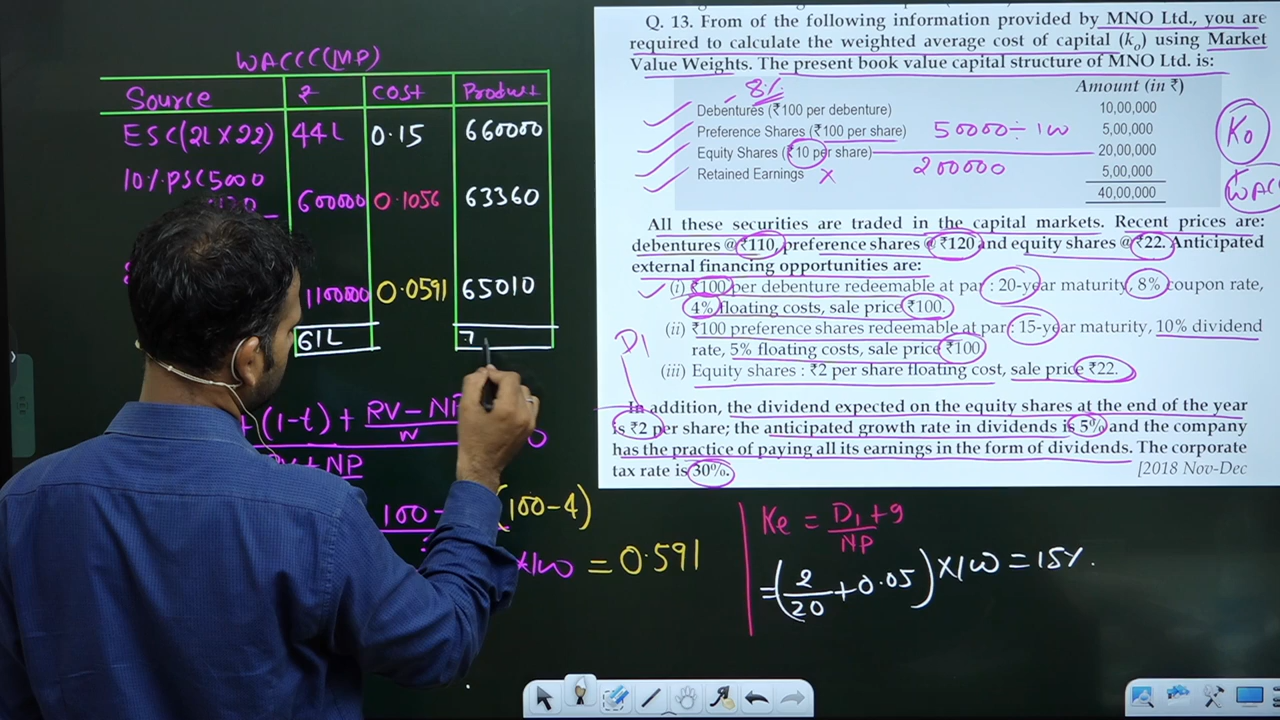 WACCC(MP)
Source ₹ COST Product
ESC(2L X 22) 44L 0.15 660000
10%.PS(5000
600000 0.1056 63360
1100000 0.0591 65010
61L 7
(1-t) + RV - NP
N
RV + NP
100-
(100-4)
X100 = 0.591
Q. 13. From of the following information provided by MNO Ltd., you are
required to calculate the weighted average cost of capital (kₒ) using Market
Value Weights. The present book value capital structure of MNO Ltd. is:
- 8%
Amount (in ₹)
Debentures (₹100 per debenture) 10,00,000
Preference Shares (₹100 per share) 50000 ÷ 100 5,00,000
Equity Shares (₹10 per share) 20,00,000
Retained Earnings X 200000 5,00,000
40,00,000
Ko
WAC
All these securities are traded in the capital markets. Recent prices are:
debentures @ ₹110, preference shares @ ₹120 and equity shares @ ₹22. Anticipated
external financing opportunities are:
(i) ₹100 per debenture redeemable at par : 20-year maturity, 8% coupon rate,
4% floating costs, sale price ₹100.
(ii) ₹100 preference shares redeemable at par : 15-year maturity, 10% dividend
rate, 5% floating costs, sale price ₹100
(iii) Equity shares : ₹2 per share floating cost, sale price ₹22.
D1
In addition, the dividend expected on the equity shares at the end of the year
is ₹2 per share; the anticipated growth rate in dividends is 5% and the company
has the practice of paying all its earnings in the form of dividends. The corporate
tax rate is 30%. [2018 Nov-Dec
Ke = D1 + g
NP
= (2 + 0.05) X100 = 15%.
20